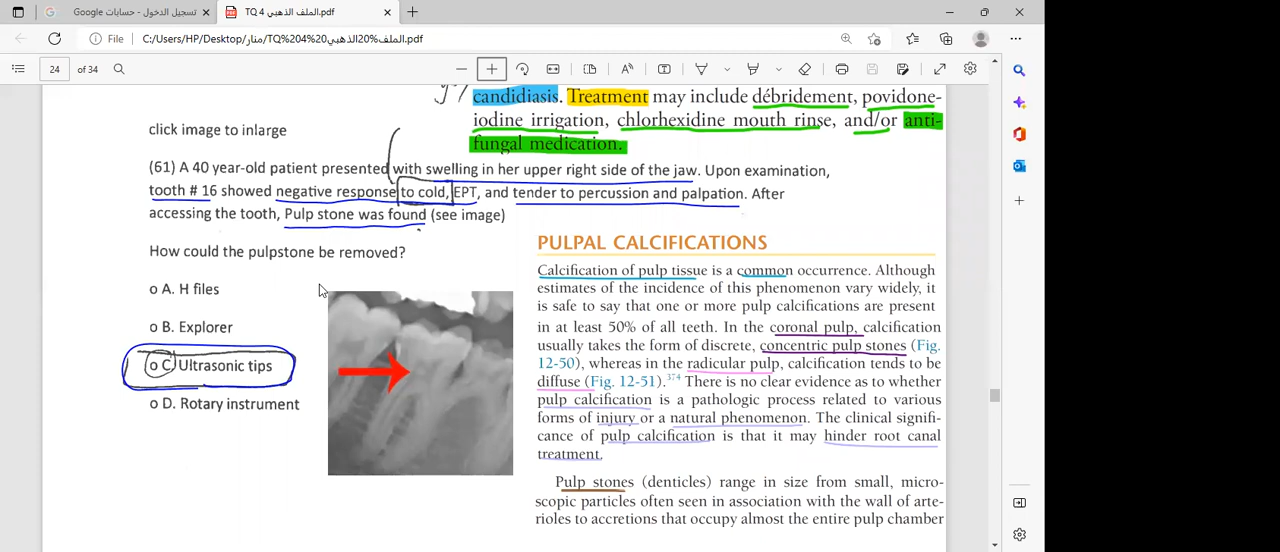 Google تسجيل الدخول - حسابات
TQ 4 الملف الذهبي.pdf
File
C:/Users/HP/Desktop/منار/TQ%204%20الملف%20الذهبي.pdf
24 of 34
candidiasis. Treatment may include débridement, povidone-
iodine irrigation, chlorhexidine mouth rinse, and/or anti-
fungal medication.
click image to inlarge
(61) A 40 year-old patient presented with swelling in her upper right side of the jaw. Upon examination,
tooth # 16 showed negative response to cold, EPT, and tender to percussion and palpation. After
accessing the tooth, Pulp stone was found (see image)
How could the pulpstone be removed?
o A. H files
o B. Explorer
o C. Ultrasonic tips
o D. Rotary instrument
PULPAL CALCIFICATIONS
Calcification of pulp tissue is a common occurrence. Although
estimates of the incidence of this phenomenon vary widely, it
is safe to say that one or more pulp calcifications are present
in at least 50% of all teeth. In the coronal pulp, calcification
usually takes the form of discrete, concentric pulp stones (Fig.
12-50), whereas in the radicular pulp, calcification tends to be
diffuse (Fig. 12-51).374 There is no clear evidence as to whether
pulp calcification is a pathologic process related to various
forms of injury or a natural phenomenon. The clinical signifi-
cance of pulp calcification is that it may hinder root canal
treatment.
Pulp stones (denticles) range in size from small, micro-
scopic particles often seen in association with the wall of arte-
rioles to accretions that occupy almost the entire pulp chamber